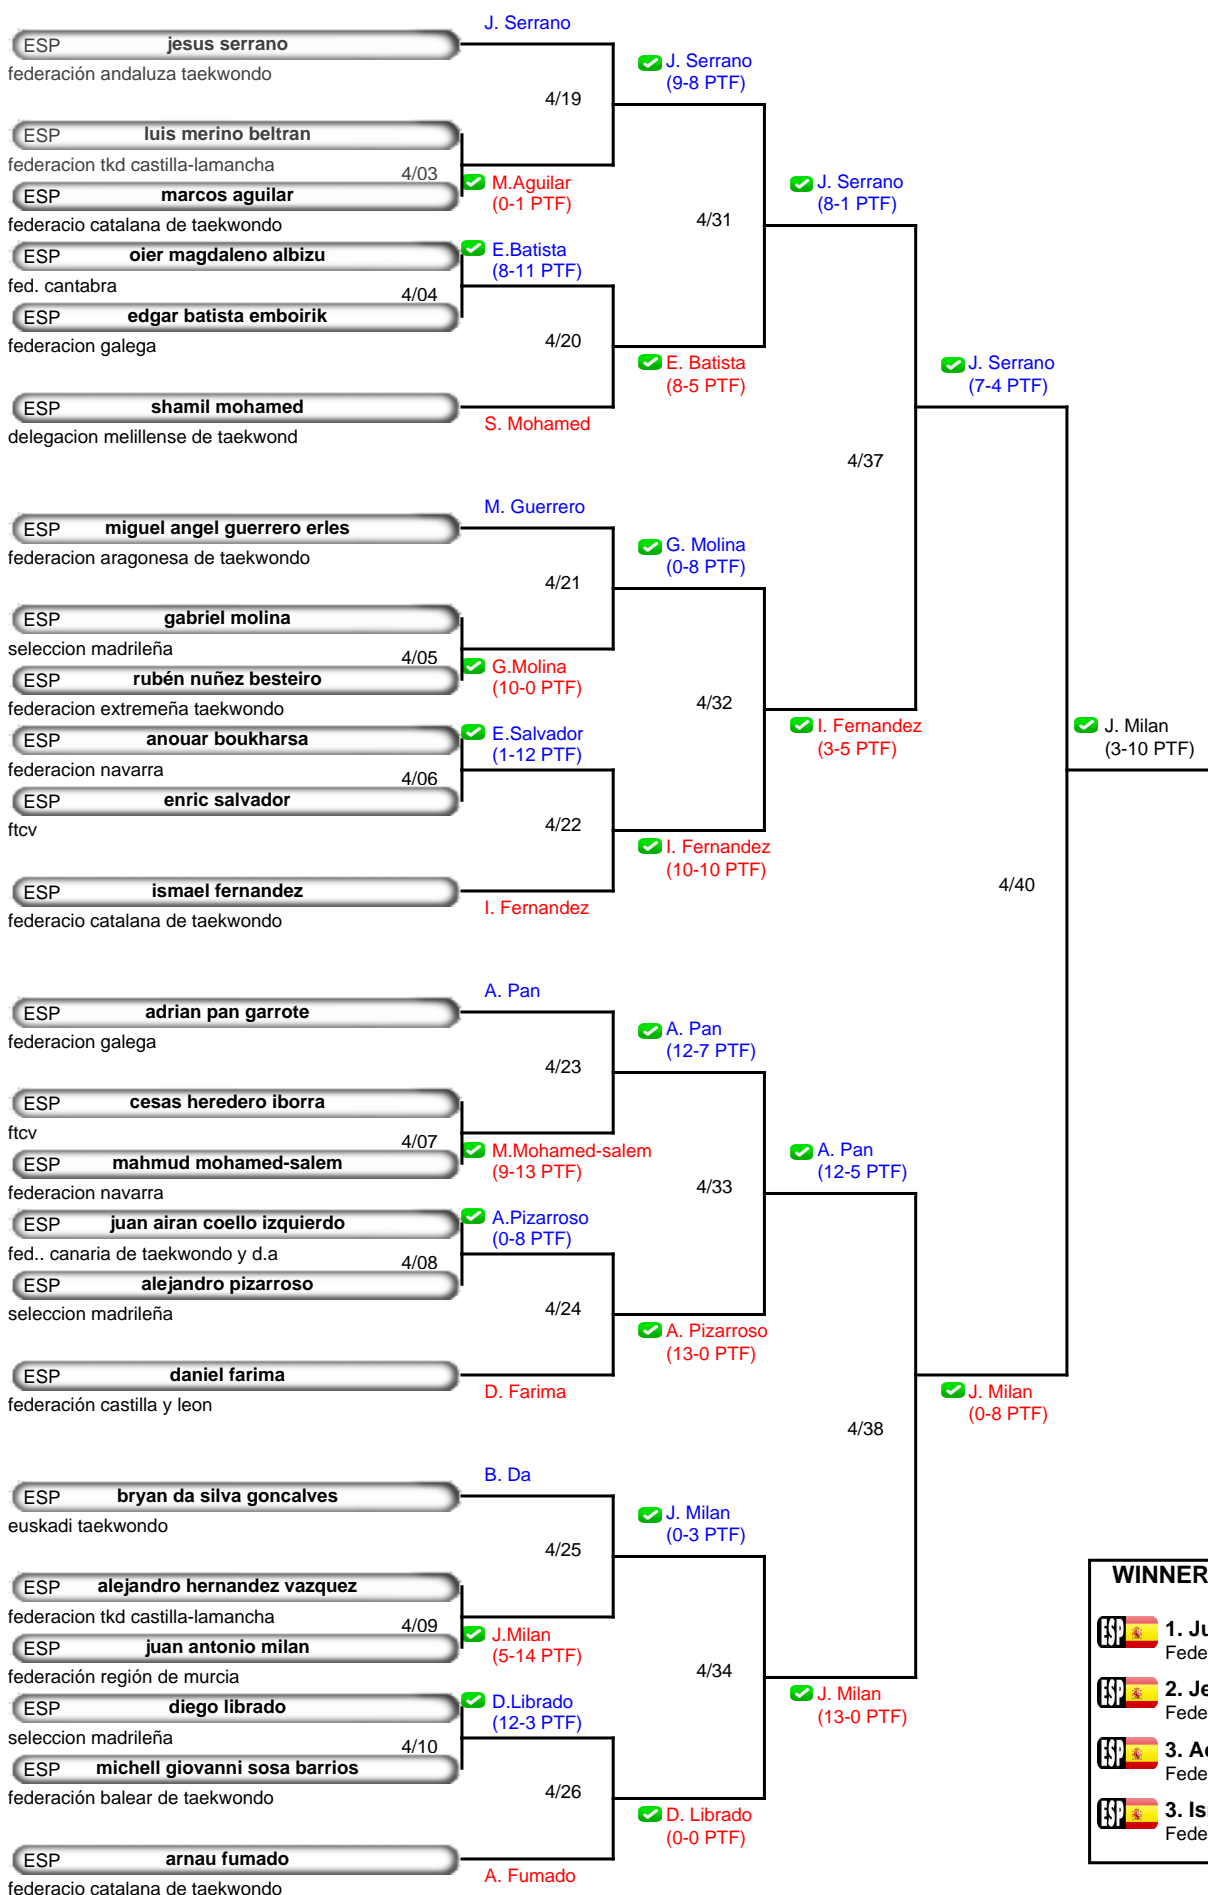 J. Serrano
ESP jesus serrano
federación andaluza taekwondo
J. Serrano
(9-8 PTF)
4/19
ESP luis merino beltran
federacion tkd castilla-lamancha
4/03
ESP marcos aguilar
M.Aguilar
(0-1 PTF)
federacio catalana de taekwondo
J. Serrano
(8-1 PTF)
4/31
ESP oier magdaleno albizu
E.Batista
(8-11 PTF)
fed. cantabra
4/04
ESP edgar batista emboirik
federacion galega
4/20
E. Batista
(8-5 PTF)
J. Serrano
(7-4 PTF)
ESP shamil mohamed
S. Mohamed
delegacion melillense de taekwond
4/37
M. Guerrero
ESP miguel angel guerrero erles
federacion aragonesa de taekwondo
G. Molina
(0-8 PTF)
4/21
ESP gabriel molina
seleccion madrileña
4/05
ESP rubén nuñez besteiro
G.Molina
(10-0 PTF)
federacion extremeña taekwondo
4/32
I. Fernandez
(3-5 PTF)
J. Milan
(3-10 PTF)
ESP anouar boukharsa
E.Salvador
(1-12 PTF)
federacion navarra
4/06
ESP enric salvador
ftcv
4/22
I. Fernandez
(10-10 PTF)
ESP ismael fernandez
I. Fernandez
federacio catalana de taekwondo
4/40
A. Pan
ESP adrian pan garrote
federacion galega
A. Pan
(12-7 PTF)
4/23
ESP cesas heredero iborra
ftcv
4/07
ESP mahmud mohamed-salem
M.Mohamed-salem
(9-13 PTF)
federacion navarra
A. Pan
(12-5 PTF)
4/33
ESP juan airan coello izquierdo
A.Pizarroso
(0-8 PTF)
fed.. canaria de taekwondo y d.a
4/08
ESP alejandro pizarroso
seleccion madrileña
4/24
A. Pizarroso
(13-0 PTF)
ESP daniel farima
D. Farima
federación castilla y leon
J. Milan
(0-8 PTF)
4/38
B. Da
ESP bryan da silva goncalves
euskadi taekwondo
J. Milan
(0-3 PTF)
4/25
ESP alejandro hernandez vazquez
federacion tkd castilla-lamancha
4/09
ESP juan antonio milan
J.Milan
(5-14 PTF)
federación región de murcia
4/34
J. Milan
(13-0 PTF)
ESP diego librado
D.Librado
(12-3 PTF)
seleccion madrileña
4/10
ESP michell giovanni sosa barrios
federación balear de taekwondo
4/26
D. Librado
(0-0 PTF)
ESP arnau fumado
A. Fumado
federacio catalana de taekwondo
WINNER
ESP 1. Ju
Fede
ESP 2. Je
Fede
ESP 3. A
Fede
ESP 3. Is
Fede